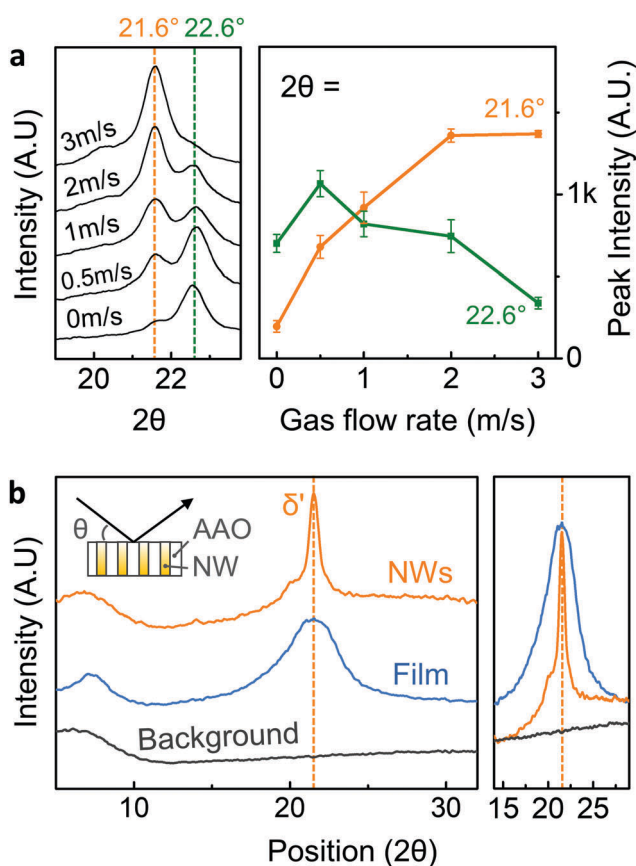 21.6° 22.6°
a
3m/s
2m/s
1m/s
0.5m/s
0m/s
Intensity (A.U)
20 22
2θ
2θ =
21.6°
22.6°
1k
0
Peak Intensity (A.U.)
0 1 2 3
Gas flow rate (m/s)
b
θ
AAO
NW
δ'
NWs
Film
Background
Intensity (A.U)
10 20 30
15 20 25
Position (2θ)